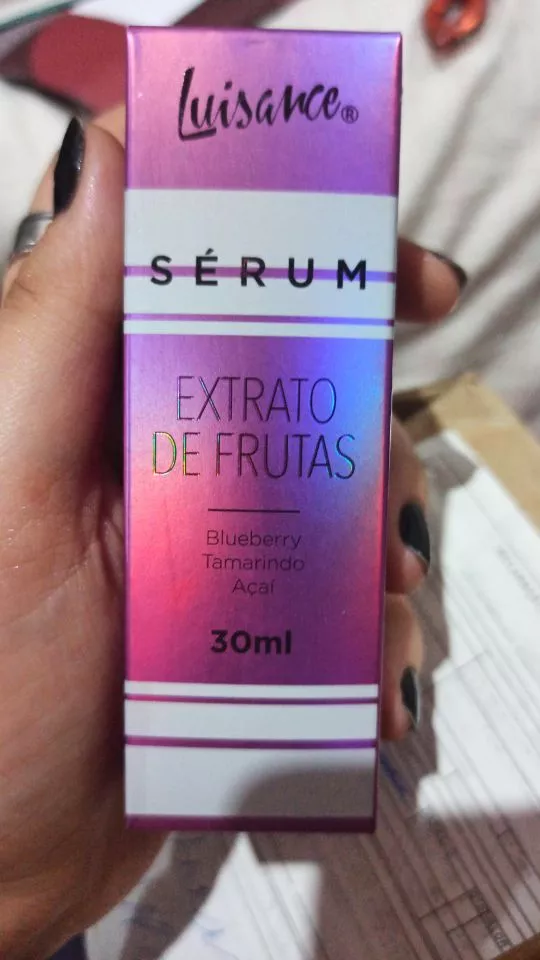 Luisance®
SÉRUM
EXTRATO
DE FRUTAS
Blueberry
Tamarindo
Açaí
30ml